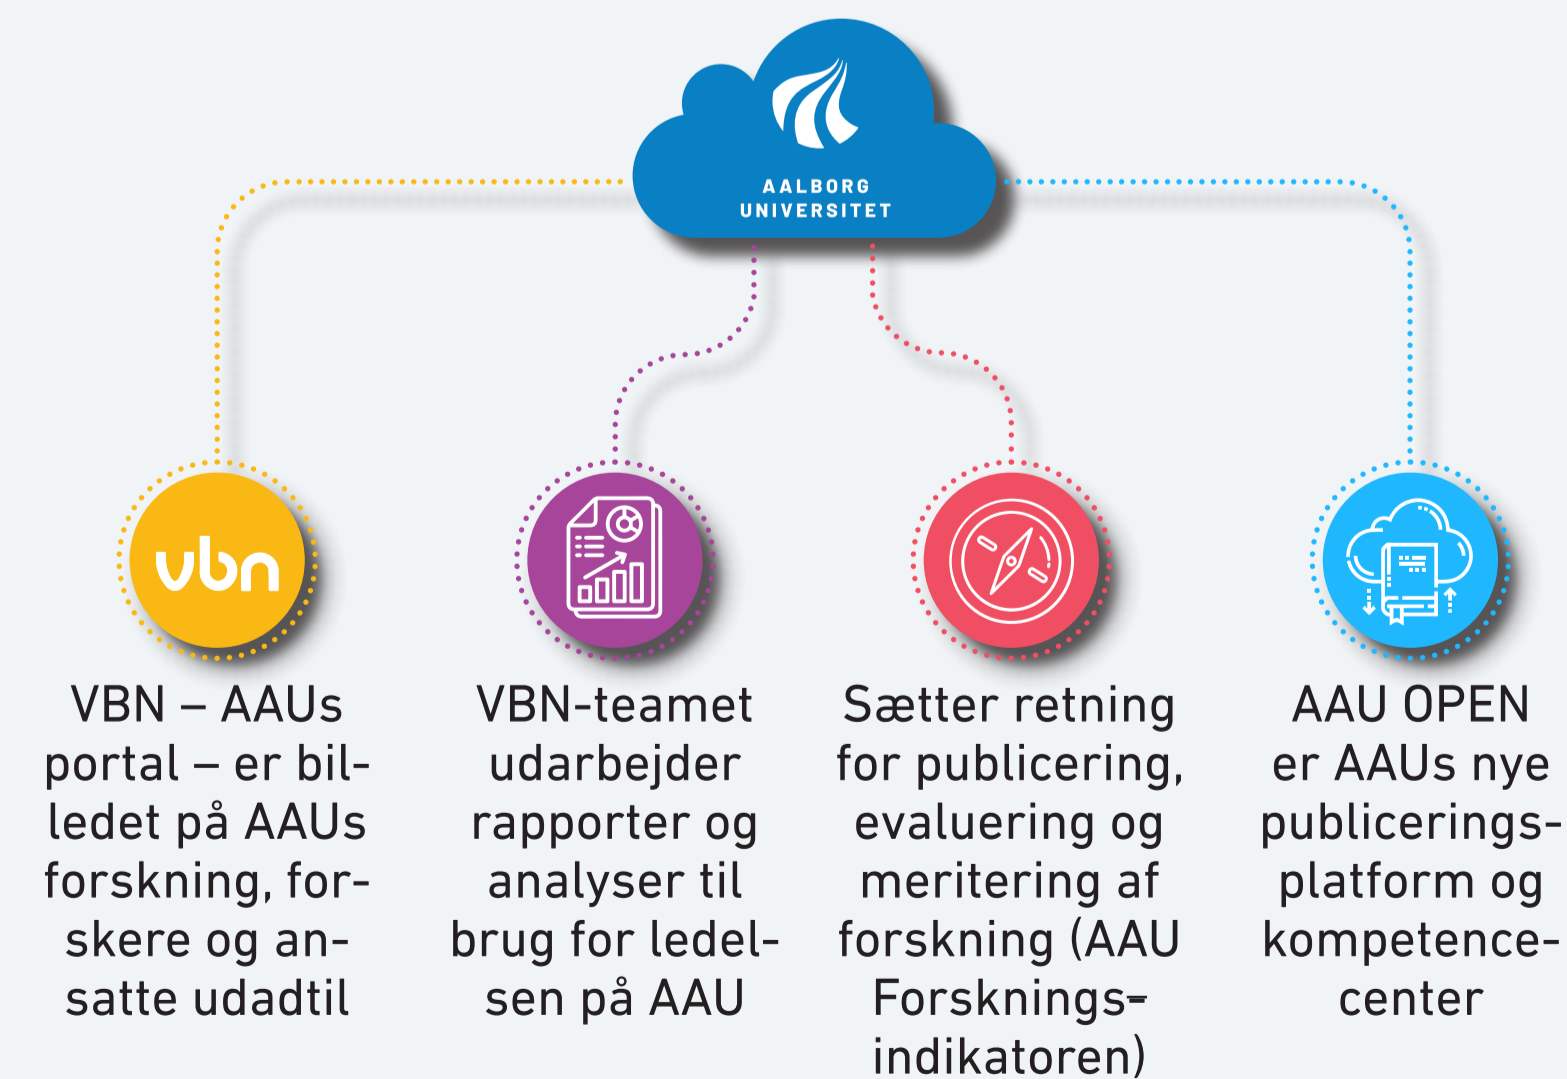 AALBORG
UNIVERSITET
vbn
VBN – AAUs
portal – er bil-
ledet på AAUs
forskning, for-
skere og an-
satte udadtil
VBN-teamet
udarbejder
rapporter og
analyser til
brug for ledel-
sen på AAU
Sætter retning
for publicering,
evaluering og
meritering af
forskning (AAU
Forsknings-
indikatoren)
AAU OPEN
er AAUs nye
publicerings-
platform og
kompetence-
center